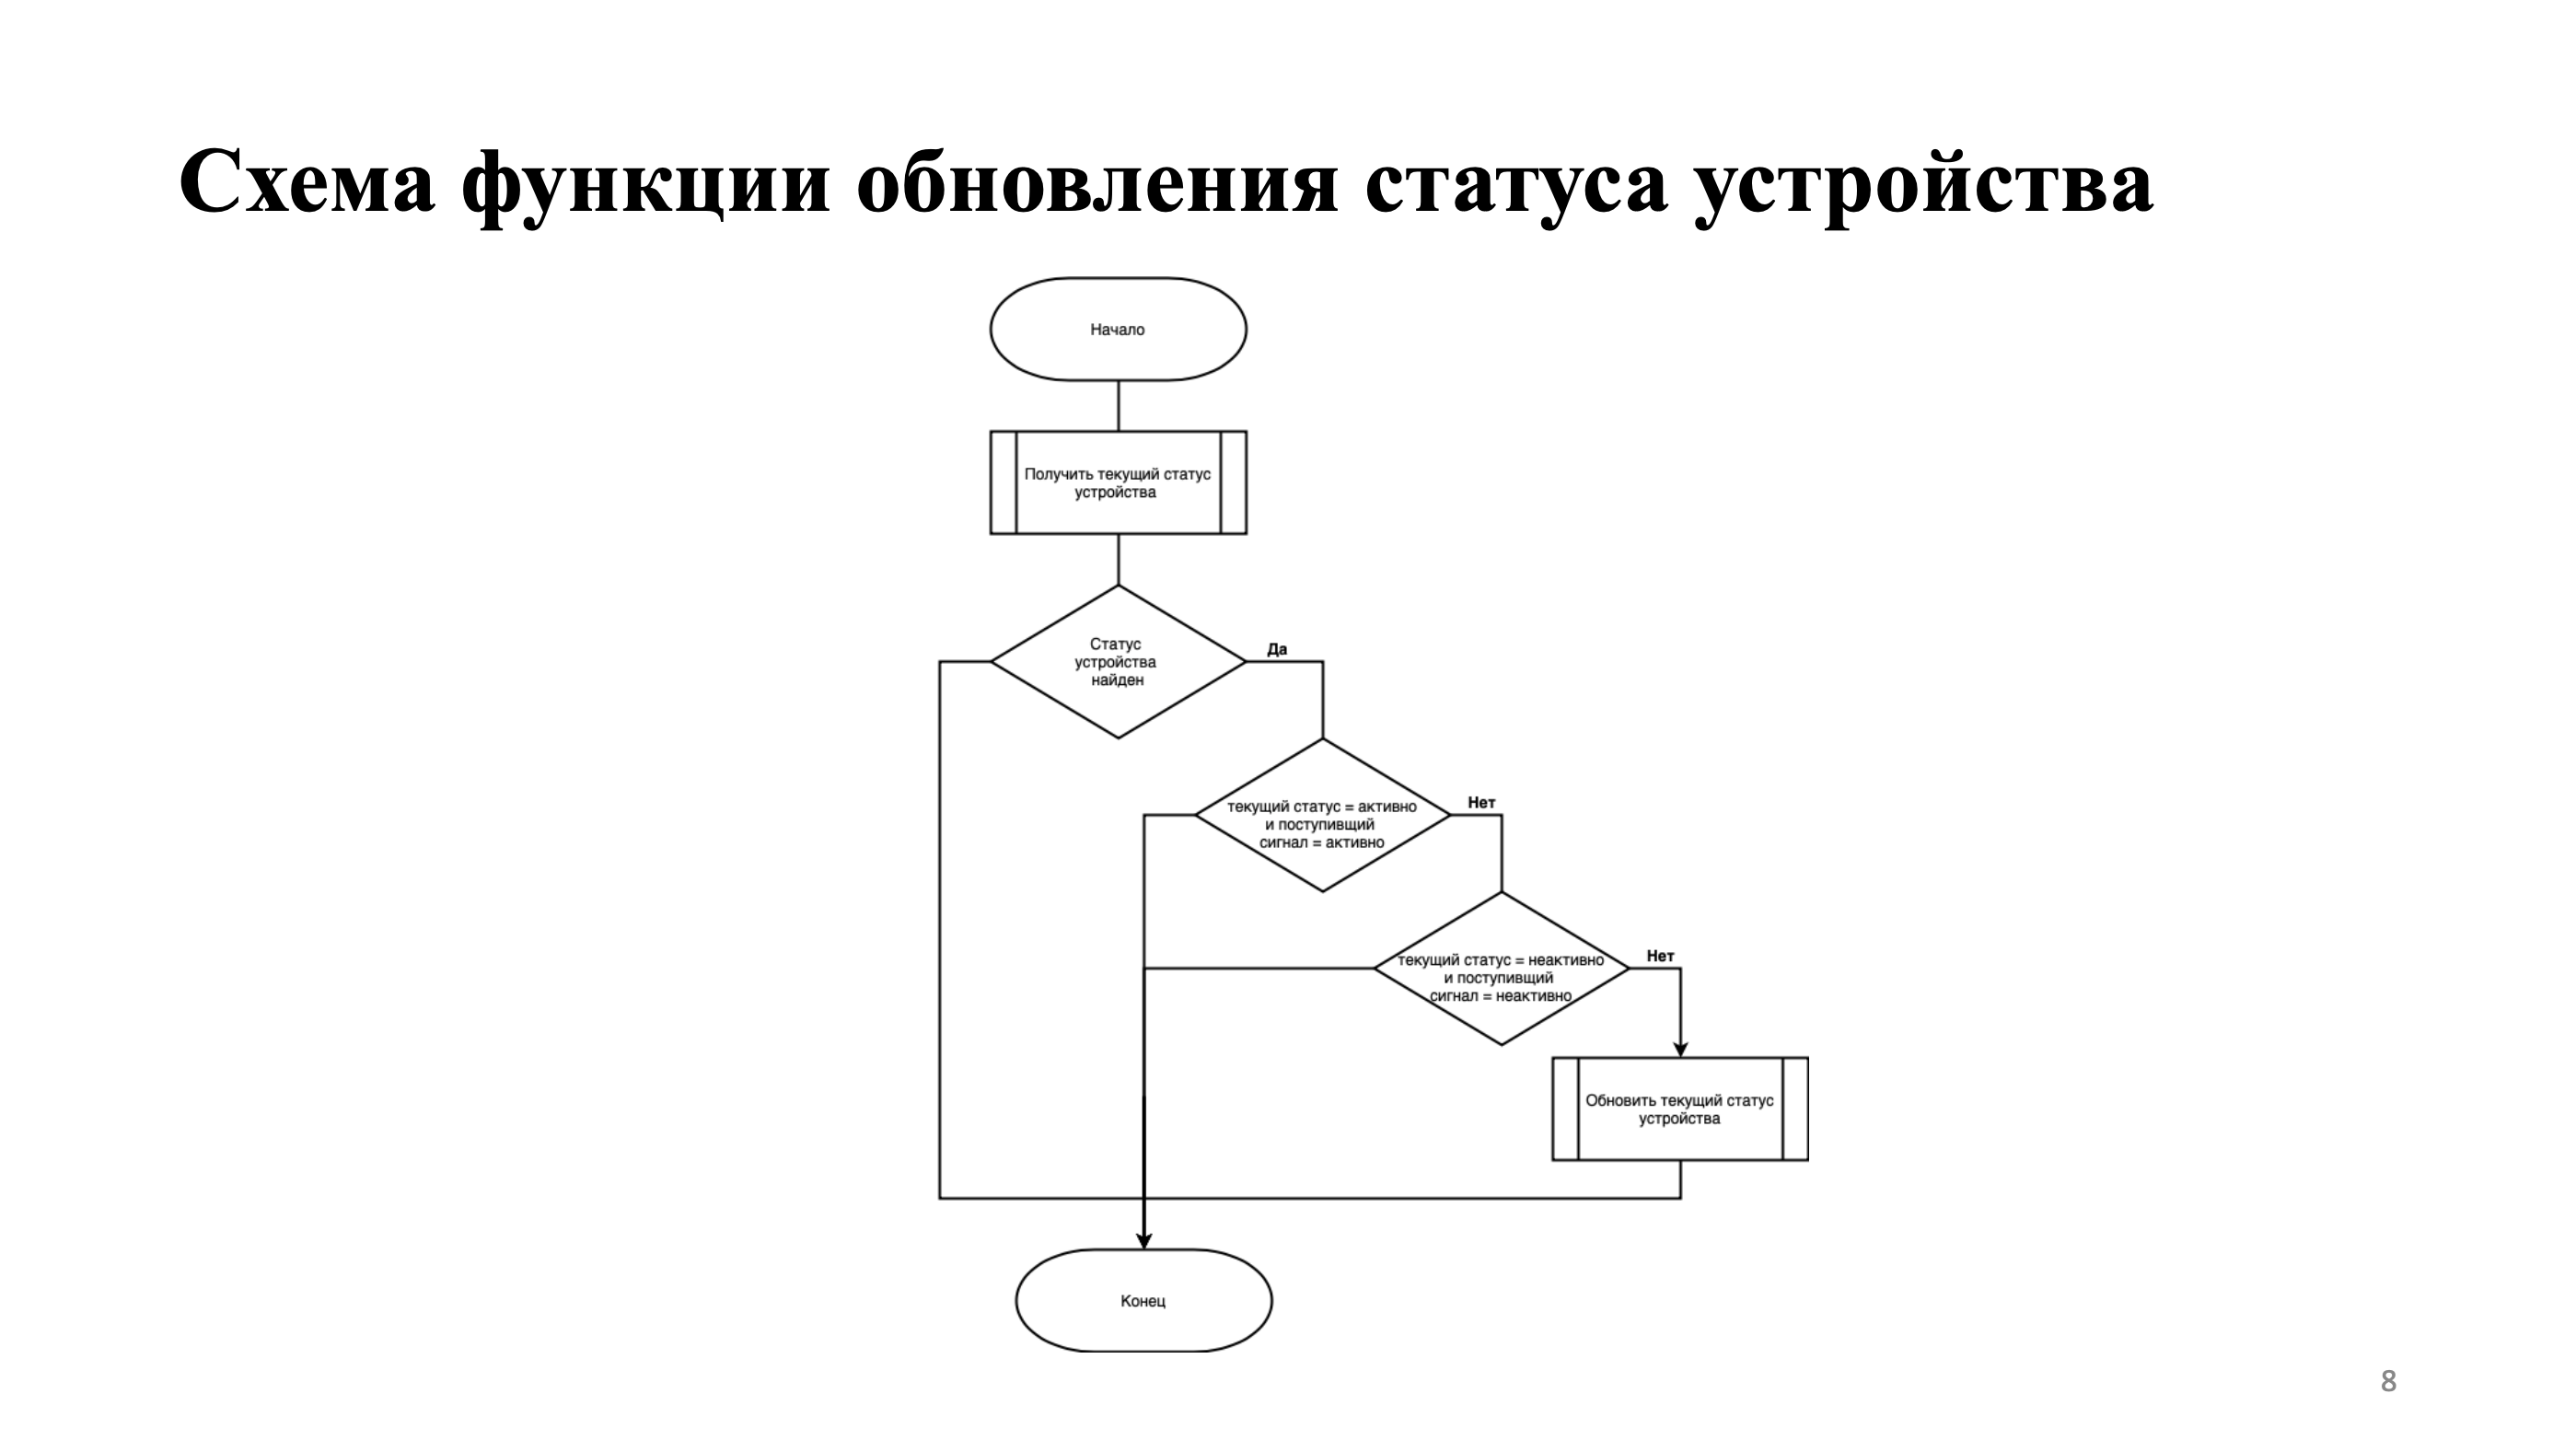 Схема функции обновления статуса устройства
Начало
Получить текущий статус
устройства
Статус
устройства
найден
Да
текущий статус = активно
и поступивщий
сигнал = активно
Нет
текущий статус = неактивно
и поступивщий
сигнал = неактивно
Нет
Обновить текущий статус
устройства
Конец
8